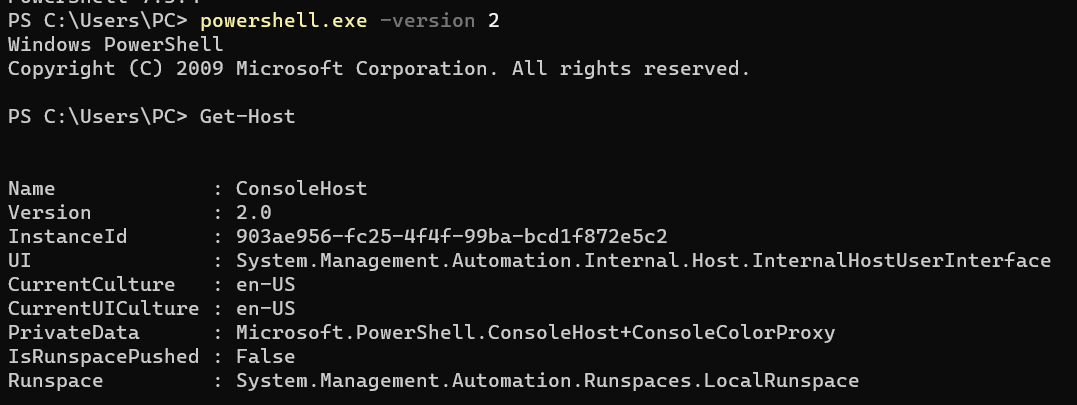 PS C:\Users\PC> powershell.exe -version 2
Windows PowerShell
Copyright (C) 2009 Microsoft Corporation. All rights reserved.
PS C:\Users\PC> Get-Host
Name : ConsoleHost
Version : 2.0
InstanceId : 903ae956-fc25-4f4f-99ba-bcd1f872e5c2
UI : System.Management.Automation.Internal.Host.InternalHostUserInterface
CurrentCulture : en-US
CurrentUICulture : en-US
PrivateData : Microsoft.PowerShell.ConsoleHost+ConsoleColorProxy
IsRunspacePushed : False
Runspace : System.Management.Automation.Runspaces.LocalRunspace